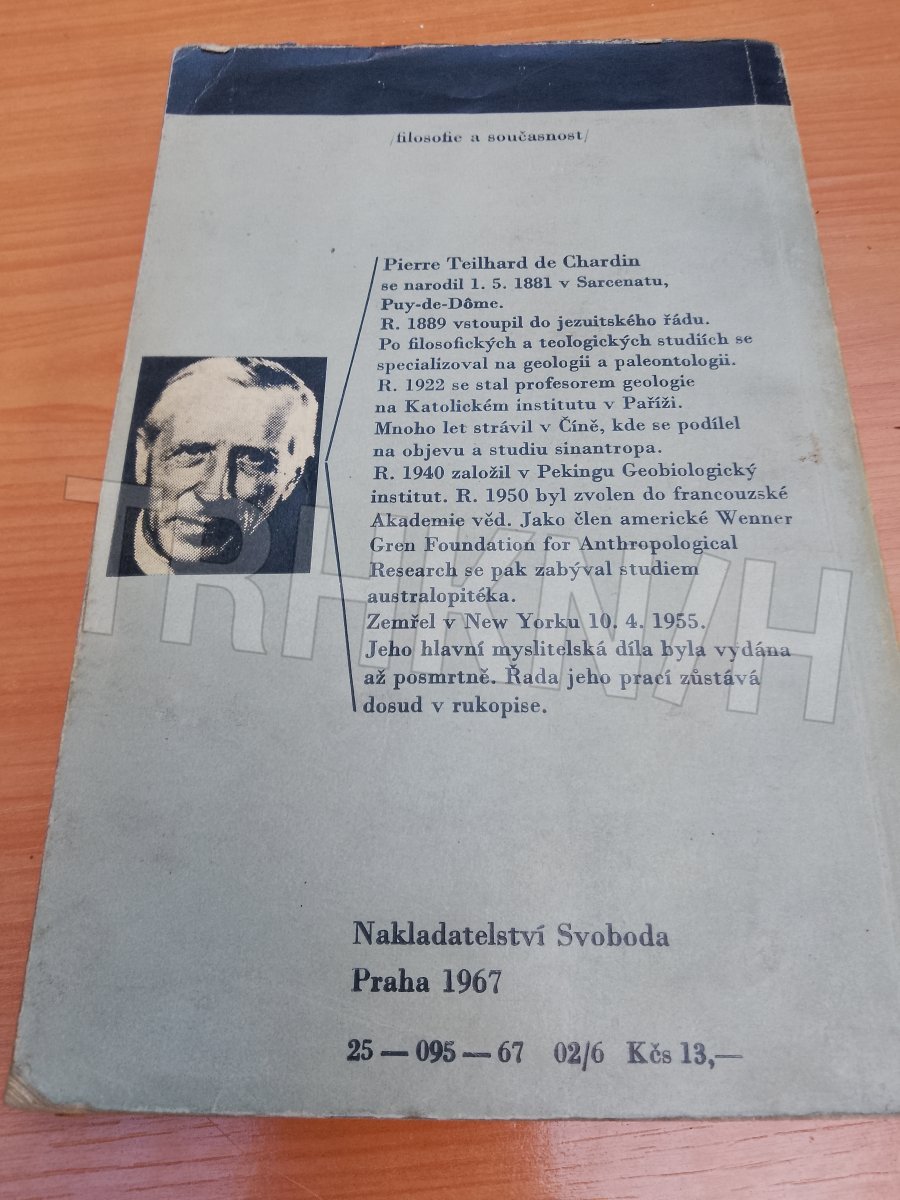 /filosofie a současnost/
Pierre Teilhard de Chardin
se narodil 1. 5. 1881 v Sarcenatu,
Puy-de-Dôme.
R. 1889 vstoupil do jezuitského řádu.
Po filosofických a teologických studiích se
specializoval na geologii a paleontologii.
R. 1922 se stal profesorem geologie
na Katolickém institutu v Paříži.
Mnoho let strávil v Číně, kde se podílel
na objevu a studiu sinantropa.
R. 1940 založil v Pekingu Geobiologický
institut. R. 1950 byl zvolen do francouzské
Akademie věd. Jako člen americké Wenner
Gren Foundation for Anthropological
Research se pak zabýval studiem
australopitéka.
Zemřel v New Yorku 10. 4. 1955.
Jeho hlavní myslitelská díla byla vydána
až posmrtně. Řada jeho prací zůstává
dosud v rukopise.
TRHKNIH
Nakladatelství Svoboda
Praha 1967
25 — 095 — 67 02/6 Kčs 13,—